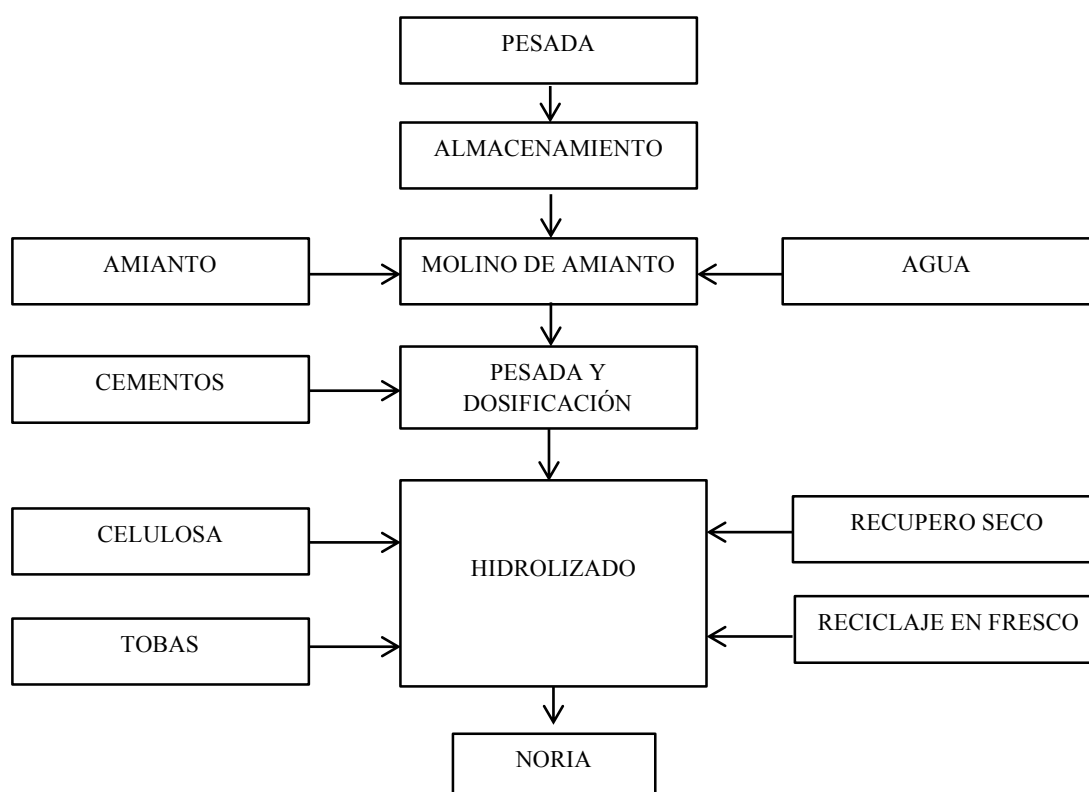 PESADA
ALMACENAMIENTO
AMIANTO
MOLINO DE AMIANTO
AGUA
CEMENTOS
PESADA Y
DOSIFICACIÓN
CELULOSA
HIDROLIZADO
RECUPERO SECO
TOBAS
RECICLAJE EN FRESCO
NORIA